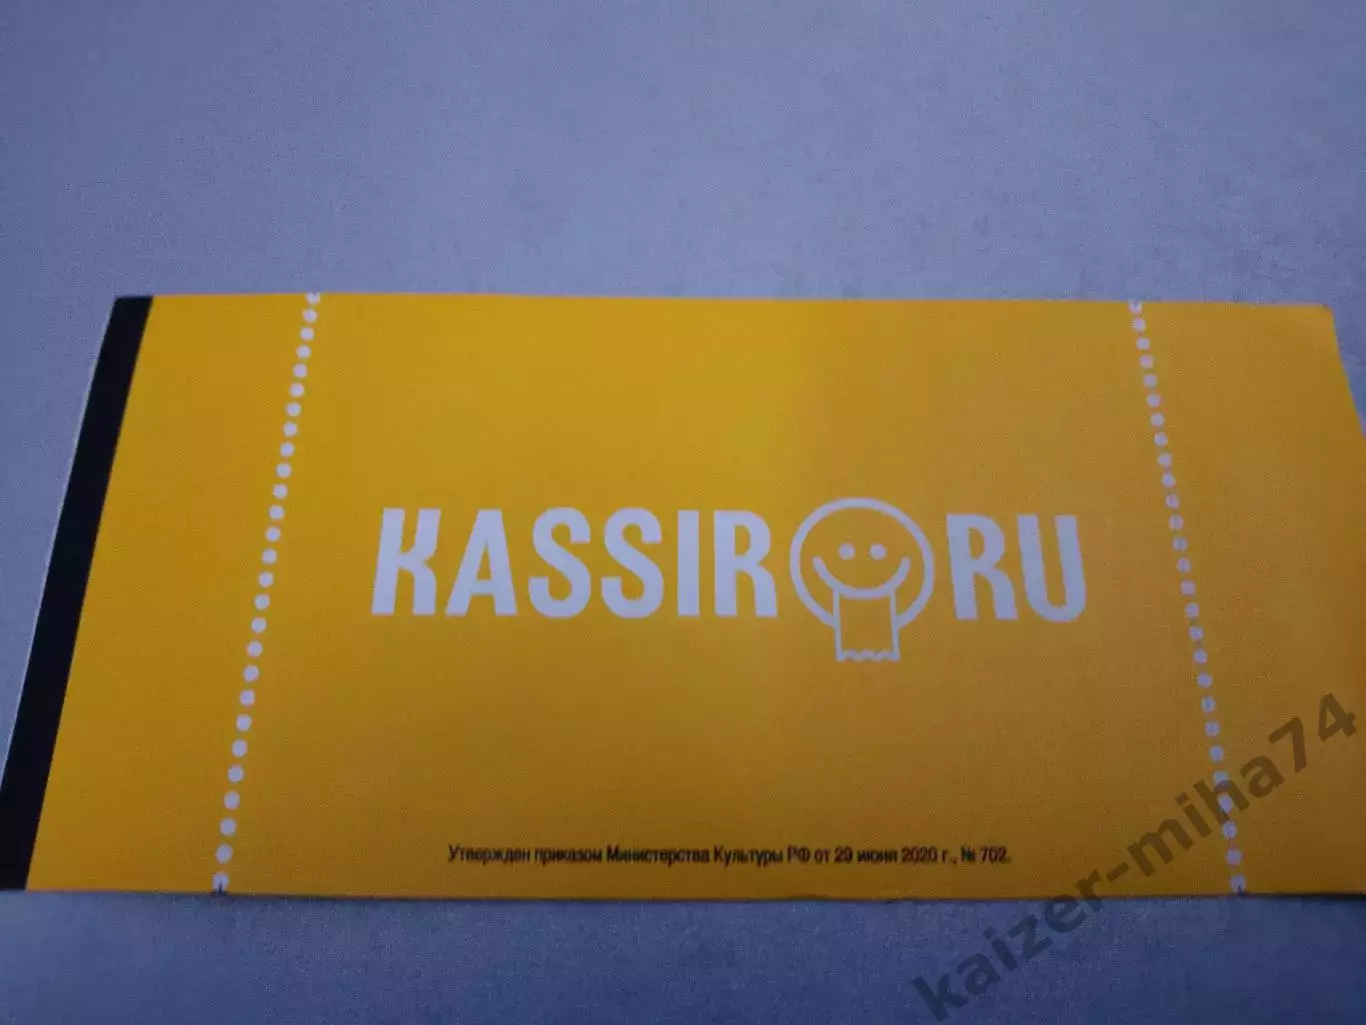 KASSIR RU
Утвержден приказом Министерства Культуры РФ от 29 июня 2020 г., № 702.
kaizer-miha74